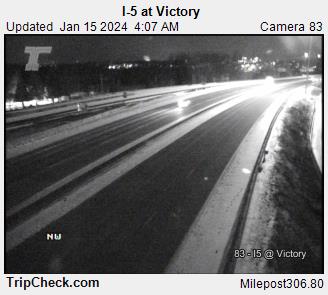 I-5 at Victory
Updated  Jan 15 2024  4:07 AM
Camera 83
T
NW
83 - I5 @ Victory
TripCheck.com
Milepost306.80